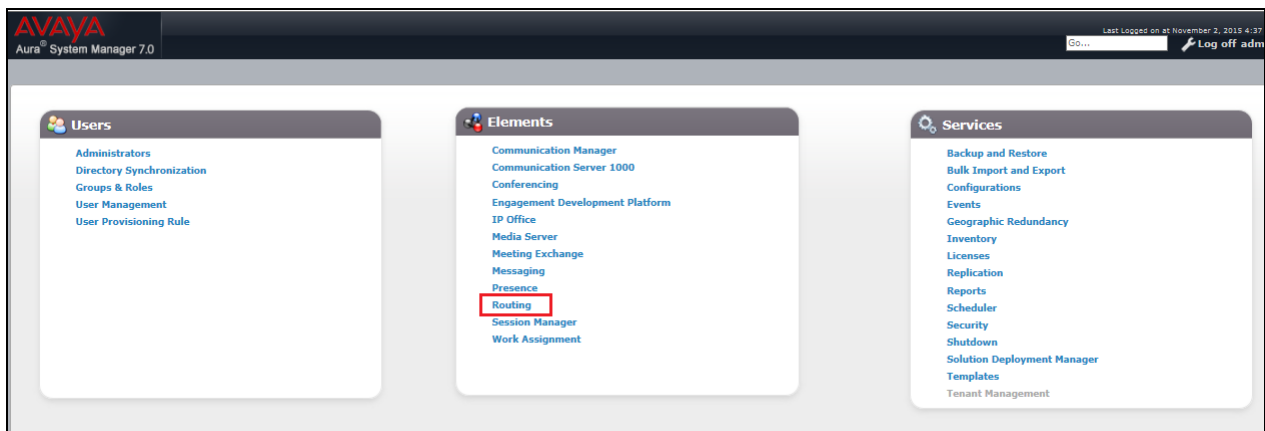 AVAYA
Aura® System Manager 7.0
Last Logged on at November 2, 2015 4:37
Go...
Log off adm
Users
Administrators
Directory Synchronization
Groups & Roles
User Management
User Provisioning Rule
Elements
Communication Manager
Communication Server 1000
Conferencing
Engagement Development Platform
IP Office
Media Server
Meeting Exchange
Messaging
Presence
Routing
Session Manager
Work Assignment
Services
Backup and Restore
Bulk Import and Export
Configurations
Events
Geographic Redundancy
Inventory
Licenses
Replication
Reports
Scheduler
Security
Shutdown
Solution Deployment Manager
Templates
Tenant Management